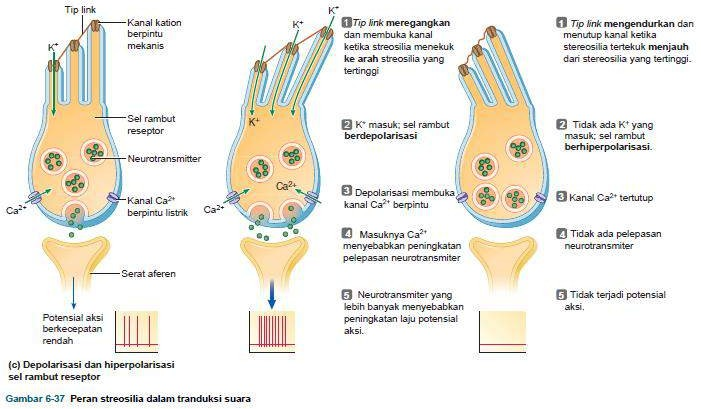 Tip link
Kanal kation
berpintu
mekanis
K⁺
Sel rambut
reseptor
Neurotransmitter
Kanal Ca²⁺
berpintu listrik
Ca²⁺
Serat aferen
Potensial aksi
berkecepatan
rendah
K⁺
K⁺
K⁺
Ca²⁺
Ca²⁺
1 Tip link meregangkan
dan membuka kanal
ketika streosilia menekuk
ke arah streosilia yang
tertinggi
2 K⁺ masuk; sel rambut
berdepolarisasi
3 Depolarisasi membuka
kanal Ca²⁺ berpintu
4 Masuknya Ca²⁺
menyebabkan peningkatan
pelepasan neurotransmiter
5 Neurotransmiter yang
lebih banyak menyebabkan
peningkatan laju potensial
aksi.
1 Tip link mengendurkan dan
menutup kanal ketika
stereosilia tertekuk menjauh
dari stereosilia yang tertinggi.
2 Tidak ada K⁺ yang
masuk; sel rambut
berhiperpolarisasi.
3 Kanal Ca²⁺ tertutup
4 Tidak ada pelepasan
neurotransmiter
5 Tidak terjadi potensial
aksi.
(c) Depolarisasi dan hiperpolarisasi
sel rambut reseptor
Gambar 6-37 Peran streosilia dalam tranduksi suara